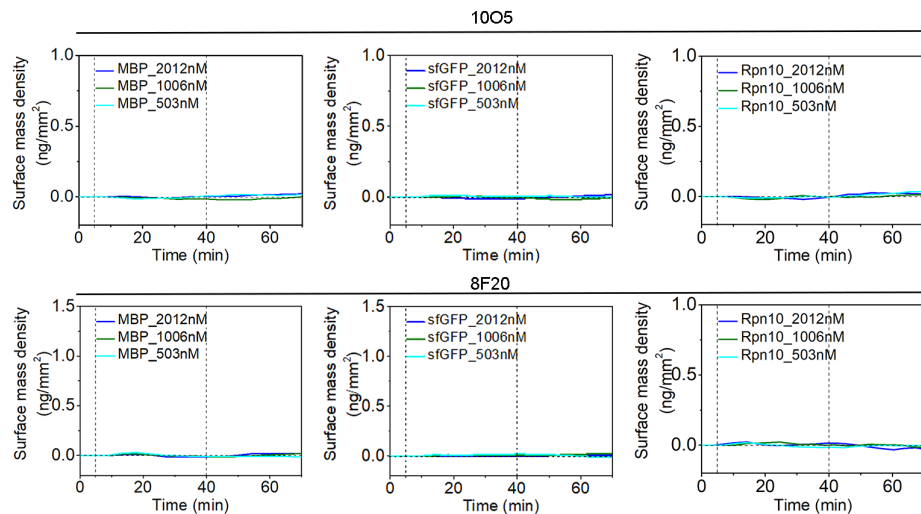 10O5
1.0
0.5
0.0
0 20 40 60
Surface mass density
(ng/mm²)
Time (min)
MBP_2012nM
MBP_1006nM
MBP_503nM
1.0
0.5
0.0
0 20 40 60
Surface mass density
(ng/mm²)
Time (min)
sfGFP_2012nM
sfGFP_1006nM
sfGFP_503nM
1.0
0.5
0.0
0 20 40 60
Surface mass density
(ng/mm²)
Time (min)
Rpn10_2012nM
Rpn10_1006nM
Rpn10_503nM
8F20
1.5
1.0
0.5
0.0
0 20 40 60
Surface mass density
(ng/mm²)
Time (min)
MBP_2012nM
MBP_1006nM
MBP_503nM
1.5
1.0
0.5
0.0
0 20 40 60
Surface mass density
(ng/mm²)
Time (min)
sfGFP_2012nM
sfGFP_1006nM
sfGFP_503nM
1.0
0.5
0.0
0 20 40 60
Surface mass density
(ng/mm²)
Time (min)
Rpn10_2012nM
Rpn10_1006nM
Rpn10_503nM